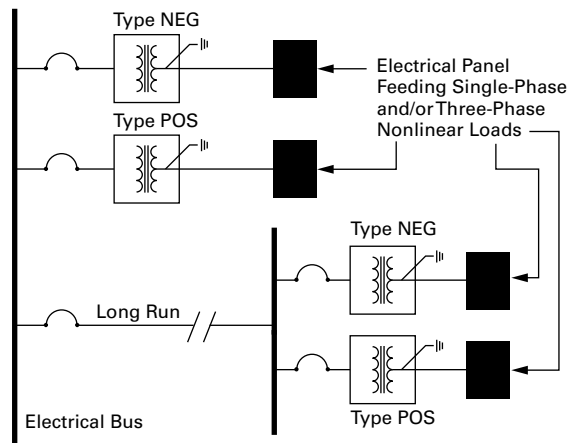 Type NEG
Type POS
Electrical Panel
Feeding Single-Phase
and/or Three-Phase
Nonlinear Loads
Type NEG
Long Run
Type POS
Electrical Bus